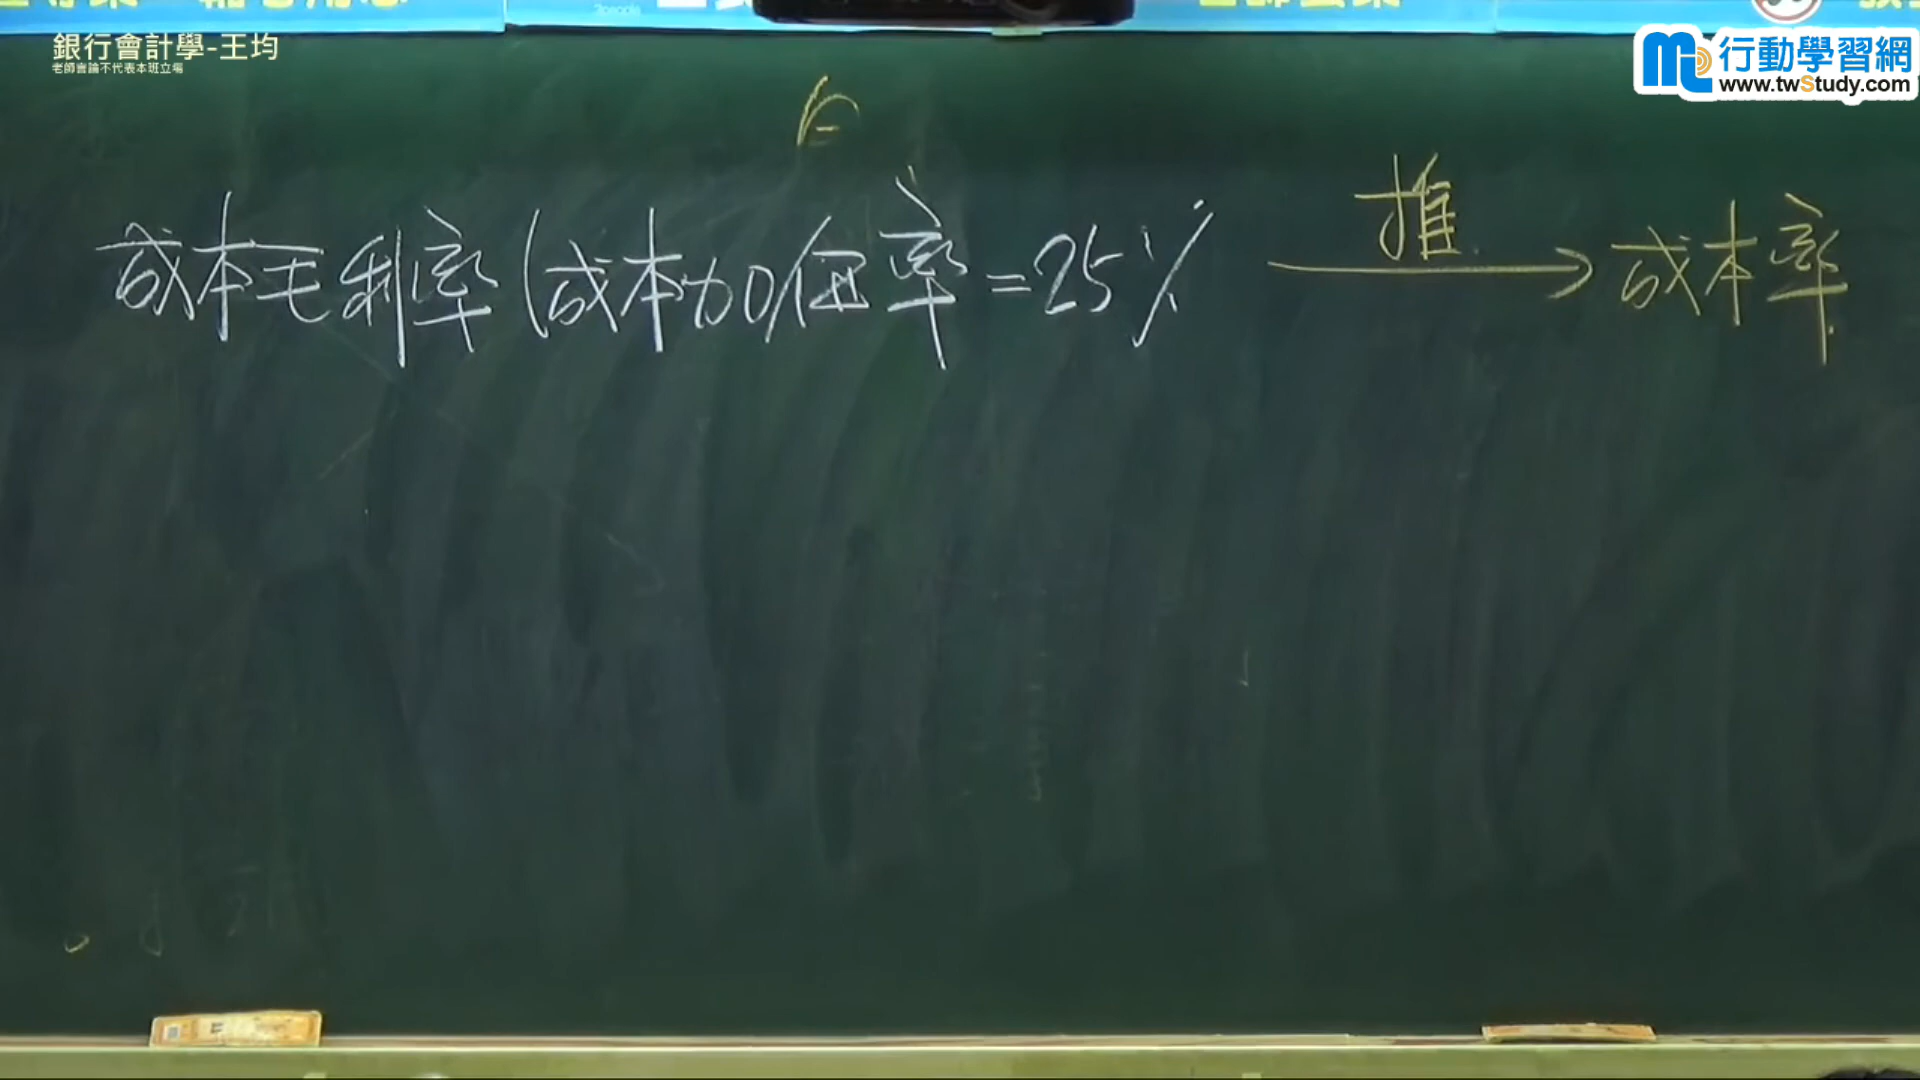 銀行會計學-王均
老師言論不代表本班立場
行動學習網
www.twStudy.com
成本毛利率(成本加價率=25% 推 → 成本率